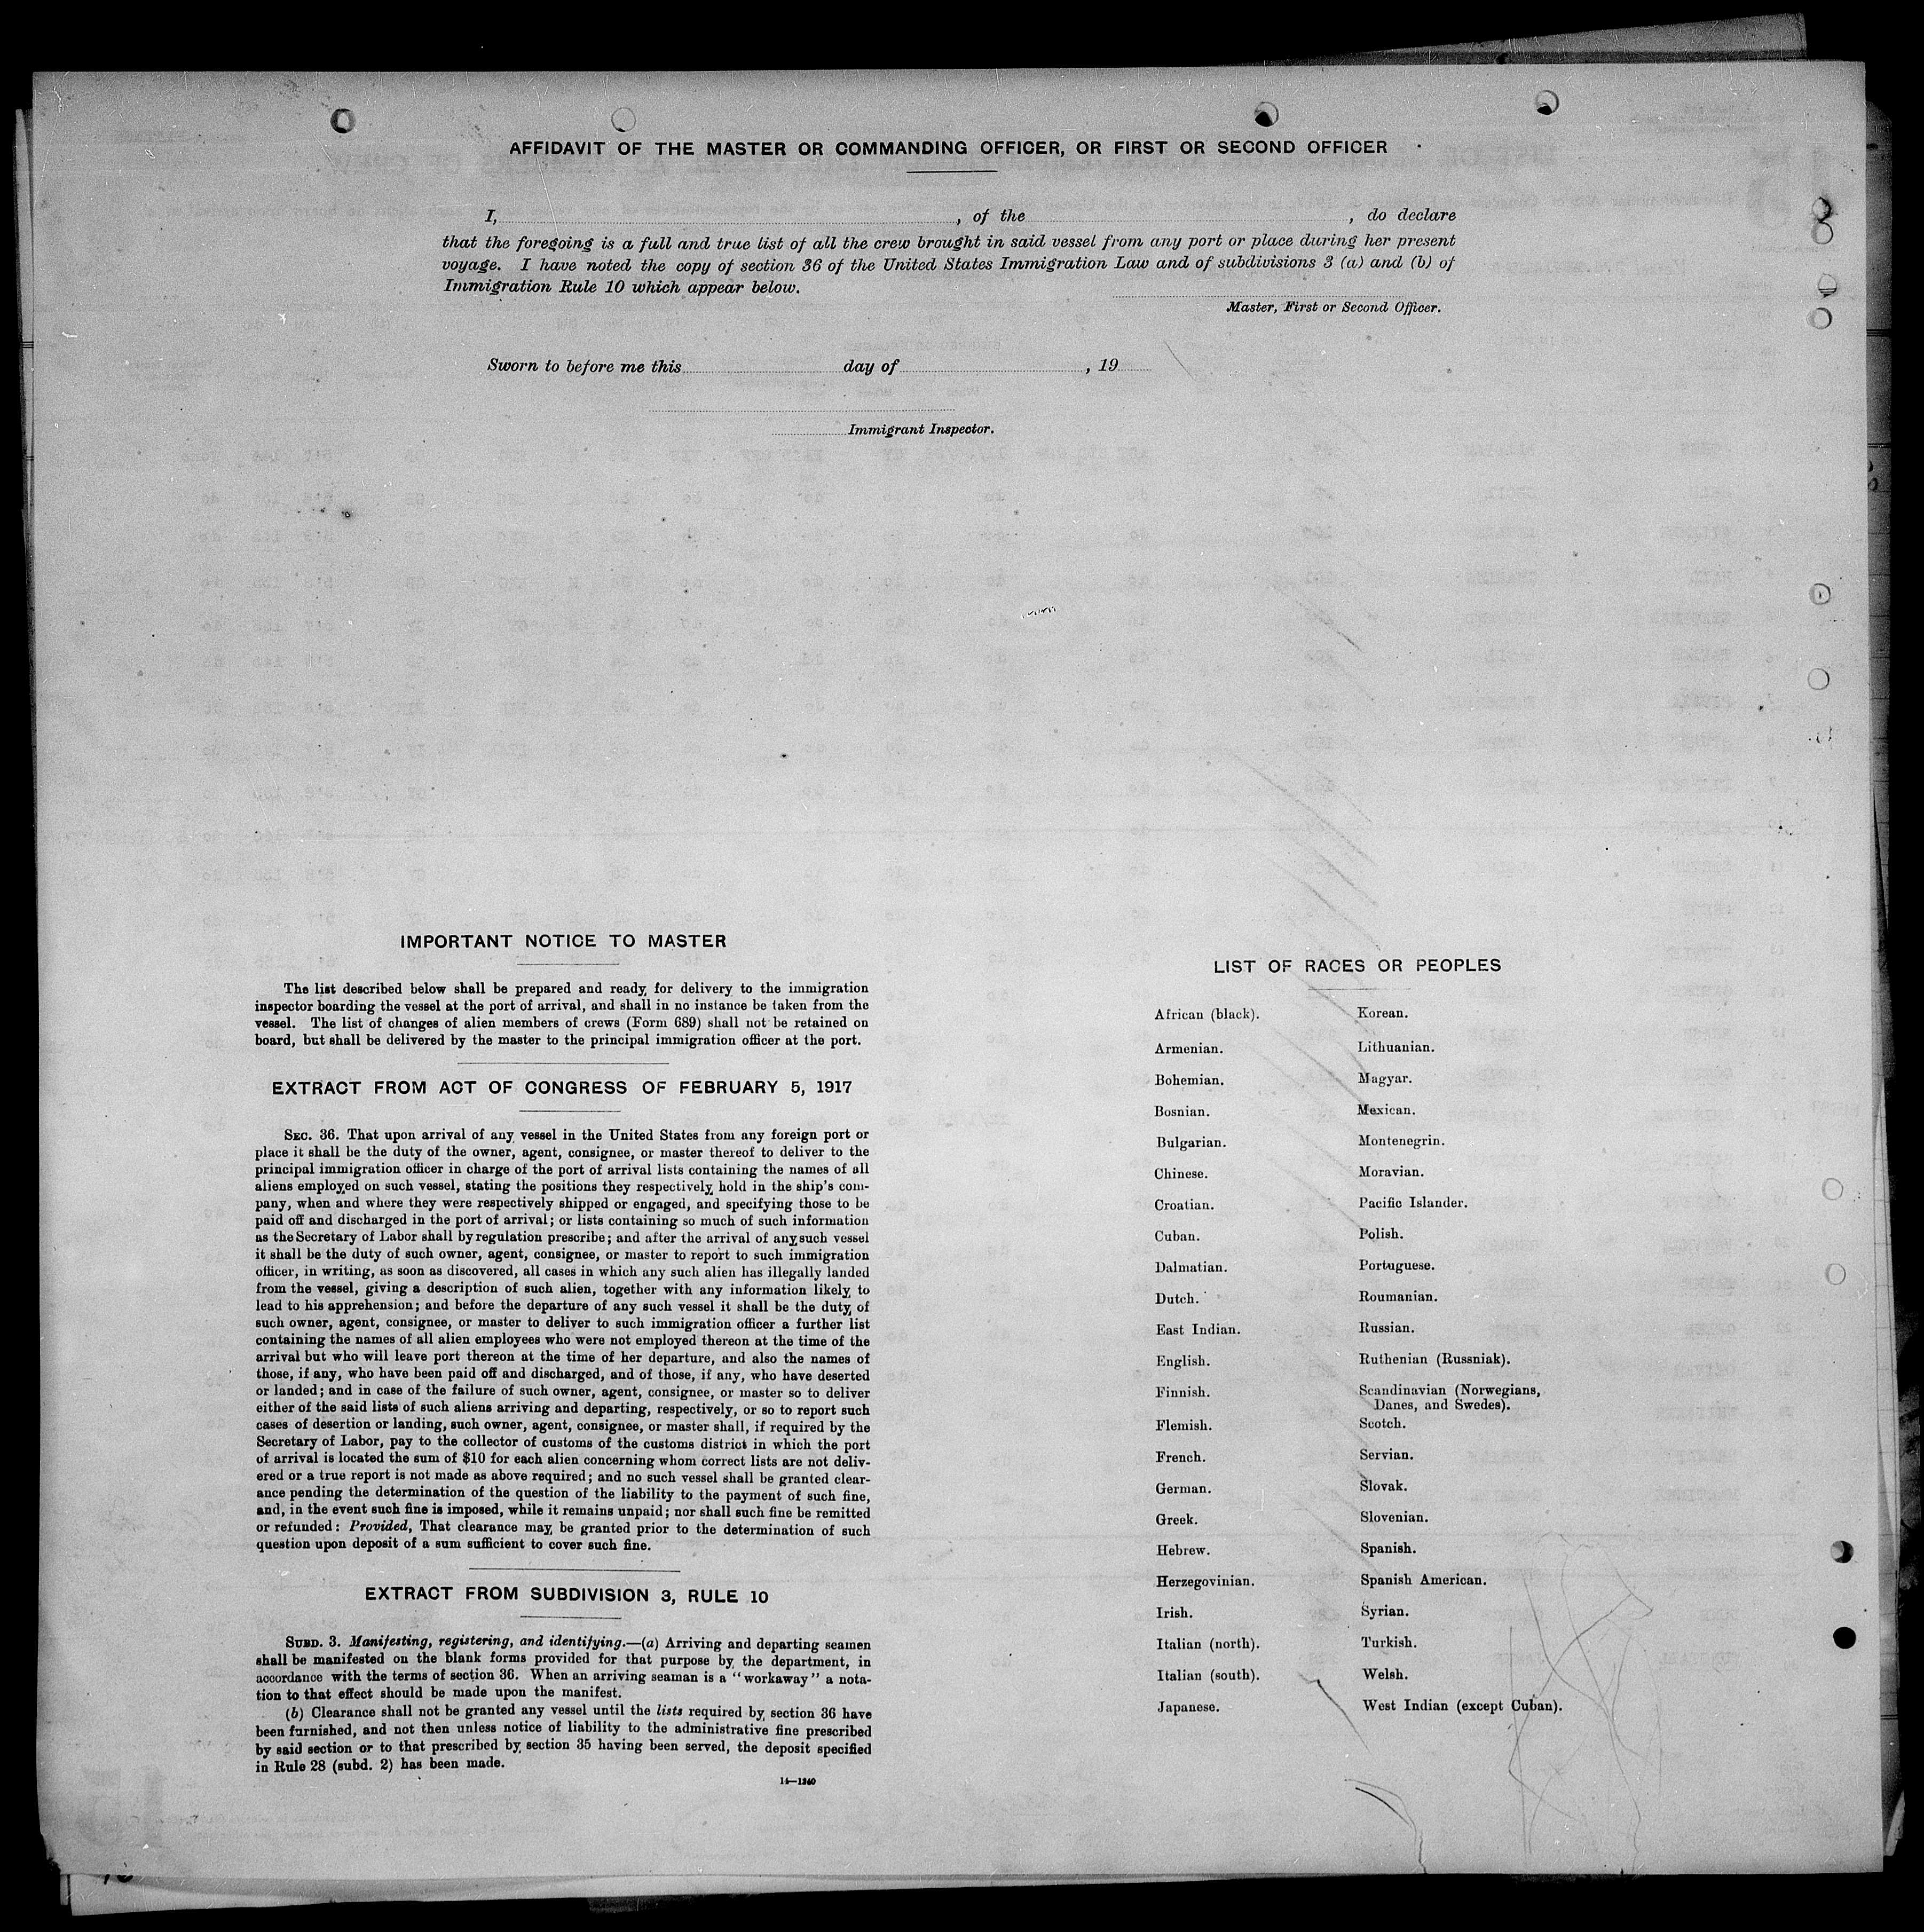 AFFIDAVIT OF THE MASTER OR COMMANDING OFFICER, OR FIRST OR SECOND OFFICER
I, , of the , do declare
that the foregoing is a full and true list of all the crew brought in said vessel from any port or place during her present
voyage. I have noted the copy of section 36 of the United States Immigration Law and of subdivisions 3 (a) and (b) of
Immigration Rule 10 which appear below.
Master, First or Second Officer.
Sworn to before me this day of , 19
Immigrant Inspector.
IMPORTANT NOTICE TO MASTER
The list described below shall be prepared and ready for delivery to the immigration
inspector boarding the vessel at the port of arrival, and shall in no instance be taken from the
vessel. The list of changes of alien members of crews (Form 689) shall not be retained on
board, but shall be delivered by the master to the principal immigration officer at the port.
EXTRACT FROM ACT OF CONGRESS OF FEBRUARY 5, 1917
SEC. 36. That upon arrival of any vessel in the United States from any foreign port or
place it shall be the duty of the owner, agent, consignee, or master thereof to deliver to the
principal immigration officer in charge of the port of arrival lists containing the names of all
aliens employed on such vessel, stating the positions they respectively hold in the ship's com-
pany, when and where they were respectively shipped or engaged, and specifying those to be
paid off and discharged in the port of arrival; or lists containing so much of such information
as the Secretary of Labor shall by regulation prescribe; and after the arrival of any such vessel
it shall be the duty of such owner, agent, consignee, or master to report to such immigration
officer, in writing, as soon as discovered, all cases in which any such alien has illegally landed
from the vessel, giving a description of such alien, together with any information likely to
lead to his apprehension; and before the departure of any such vessel it shall be the duty of
such owner, agent, consignee, or master to deliver to such immigration officer a further list
containing the names of all alien employees who were not employed thereon at the time of the
arrival but who will leave port thereon at the time of her departure, and also the names of
those, if any, who have been paid off and discharged, and of those, if any, who have deserted
or landed; and in case of the failure of such owner, agent, consignee, or master so to deliver
either of the said lists of such aliens arriving and departing, respectively, or so to report such
cases of desertion or landing, such owner, agent, consignee, or master shall, if required by the
Secretary of Labor, pay to the collector of customs of the customs district in which the port
of arrival is located the sum of $10 for each alien concerning whom correct lists are not deliv-
ered or a true report is not made as above required; and no such vessel shall be granted clear-
ance pending the determination of the question of the liability to the payment of such fine,
and, in the event such fine is imposed, while it remains unpaid; nor shall such fine be remitted
or refunded: Provided, That clearance may be granted prior to the determination of such
question upon deposit of a sum sufficient to cover such fine.
EXTRACT FROM SUBDIVISION 3, RULE 10
SUBD. 3. Manifesting, registering, and identifying.—(a) Arriving and departing seamen
shall be manifested on the blank forms provided for that purpose by the department, in
accordance with the terms of section 36. When an arriving seaman is a "workaway" a nota-
tion to that effect should be made upon the manifest.
(b) Clearance shall not be granted any vessel until the lists required by section 36 have
been furnished, and not then unless notice of liability to the administrative fine prescribed
by said section or to that prescribed by section 35 having been served, the deposit specified
in Rule 28 (subd. 2) has been made.
14—1240
LIST OF RACES OR PEOPLES
African (black).
Armenian.
Bohemian.
Bosnian.
Bulgarian.
Chinese.
Croatian.
Cuban.
Dalmatian.
Dutch.
East Indian.
English.
Finnish.
Flemish.
French.
German.
Greek.
Hebrew.
Herzegovinian.
Irish.
Italian (north).
Italian (south).
Japanese.
Korean.
Lithuanian.
Magyar.
Mexican.
Montenegrin.
Moravian.
Pacific Islander.
Polish.
Portuguese.
Roumanian.
Russian.
Ruthenian (Russniak).
Scandinavian (Norwegians,
Danes, and Swedes).
Scotch.
Servian.
Slovak.
Slovenian.
Spanish.
Spanish American.
Syrian.
Turkish.
Welsh.
West Indian (except Cuban).